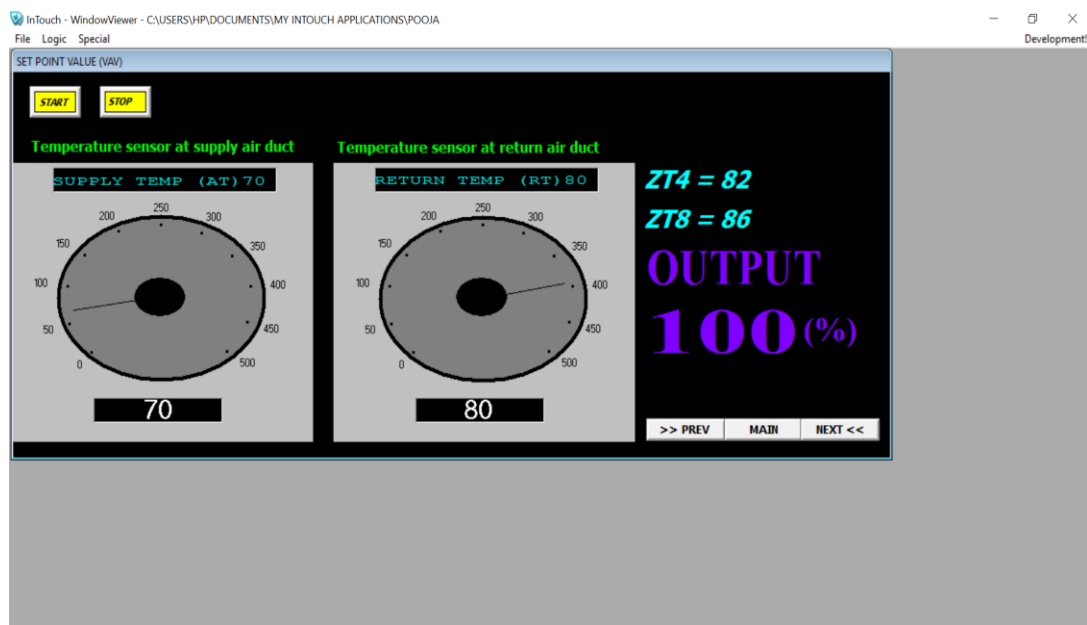 InTouch - WindowViewer - C:\USERS\HP\DOCUMENTS\MY INTOUCH APPLICATIONS\POOJA
File Logic Special Development!
SET POINT VALUE (VAV)
START STOP
Temperature sensor at supply air duct
SUPPLY TEMP (AT)70
250
200 300
150 350
100 400
50 450
0 500
70
Temperature sensor at return air duct
RETURN TEMP (RT)80
250
200 300
150 350
100 400
50 450
0 500
80
ZT4 = 82
ZT8 = 86
OUTPUT
100(%)
>> PREV MAIN NEXT <<